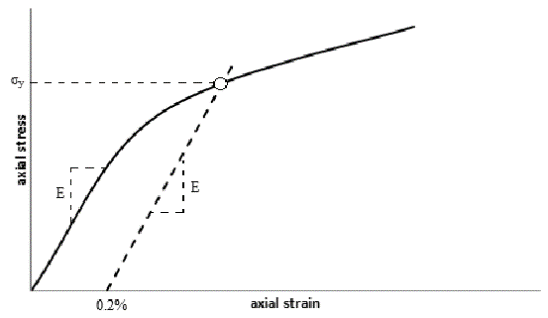 σy
axial stress
E
E
0.2%
axial strain